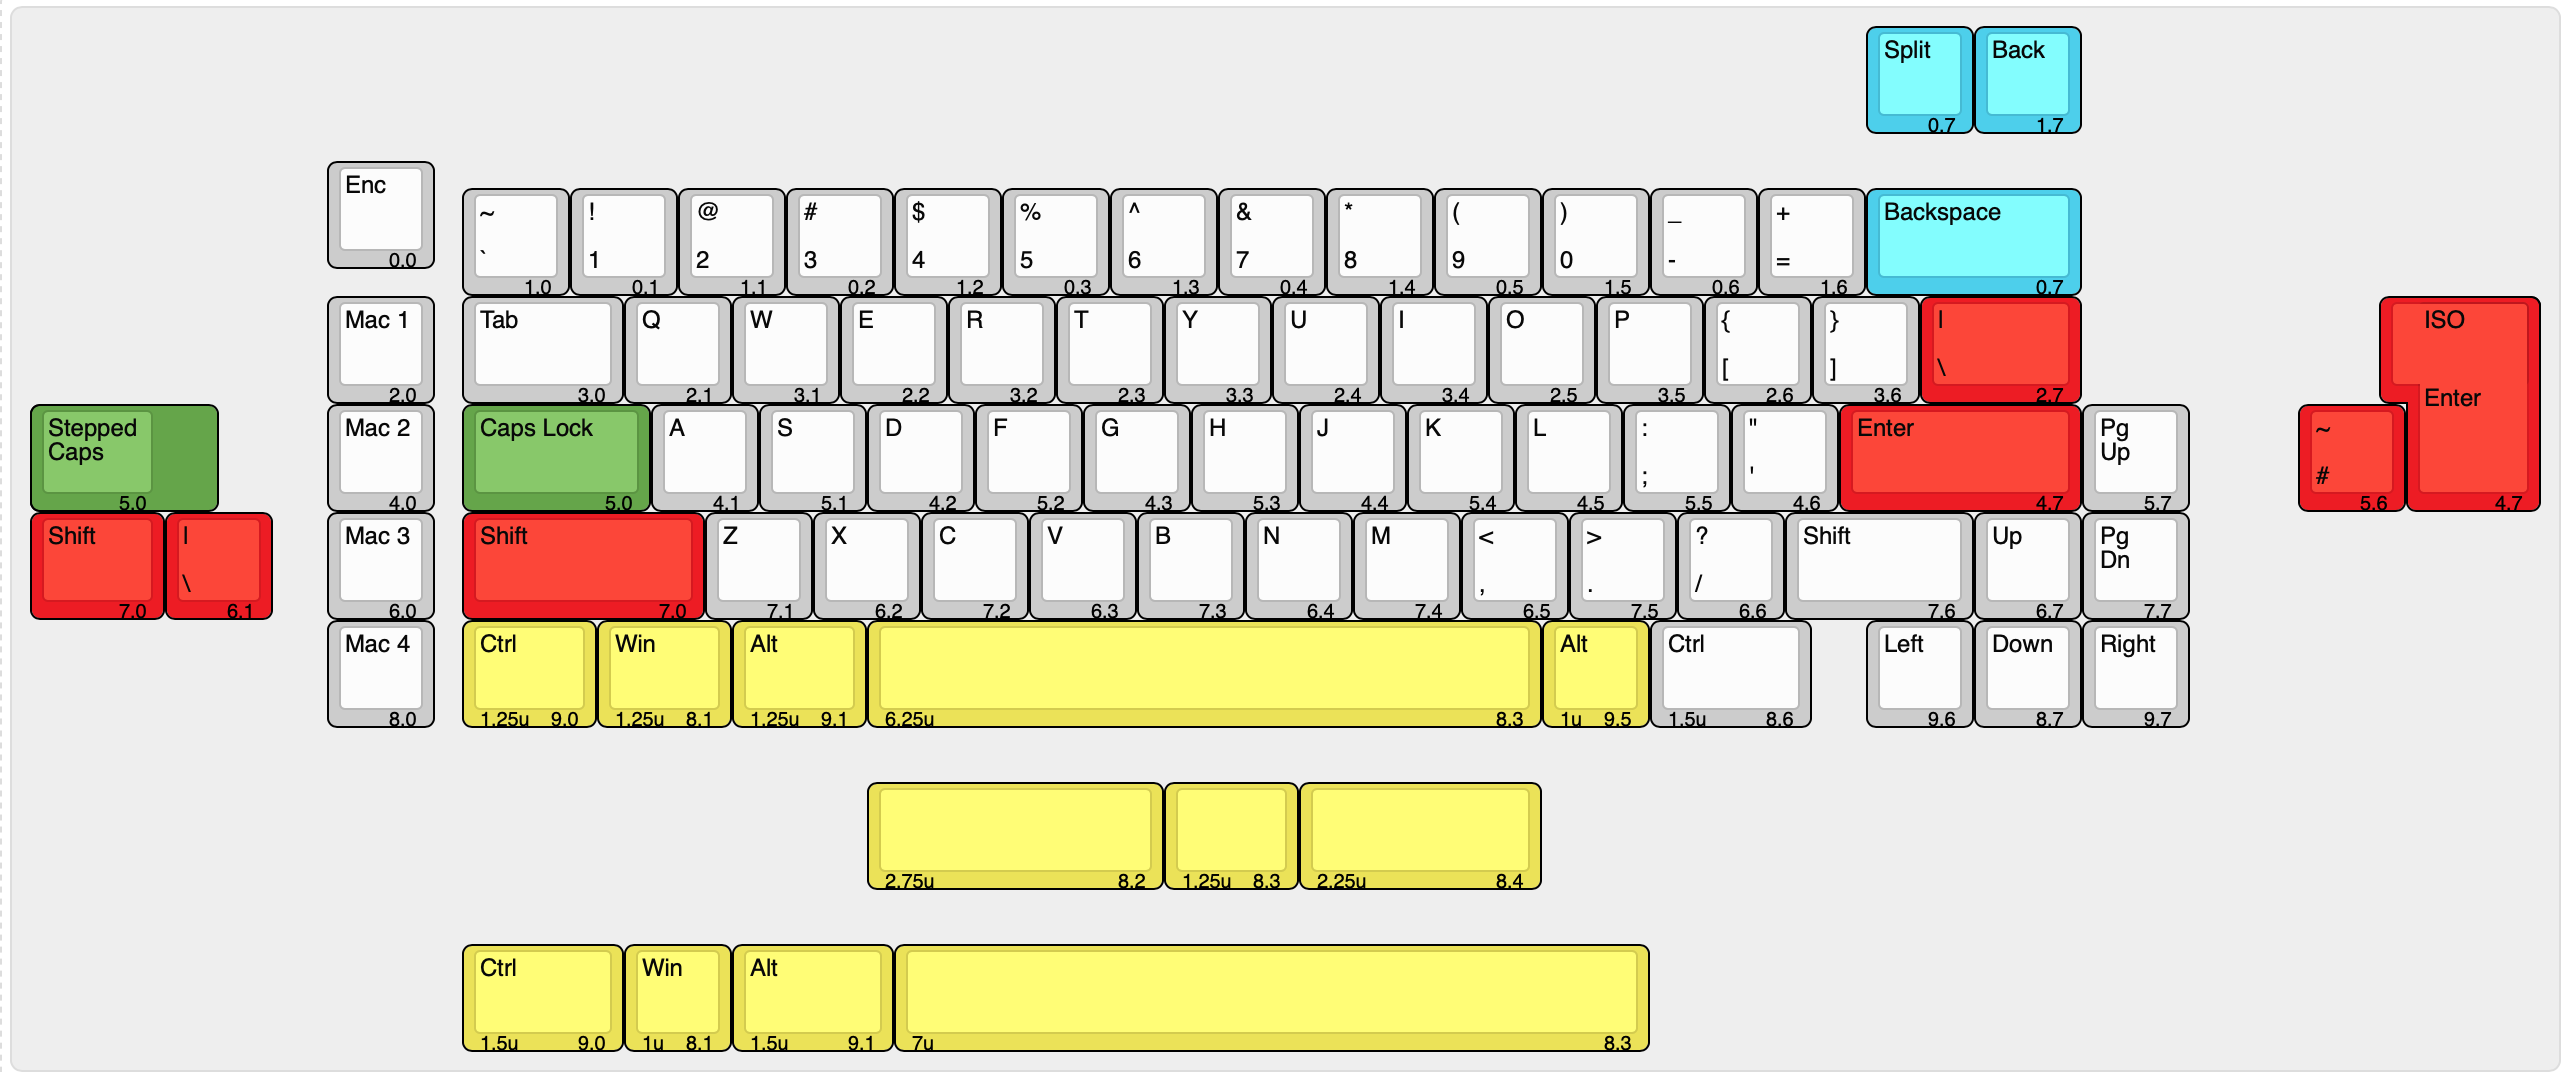 Split Back
0.7 1.7
Enc
0.0
~ ! @ # $ % ^ & * ( ) _ + Backspace
` 1 2 3 4 5 6 7 8 9 0 - =
1.0 0.1 1.1 0.2 1.2 0.3 1.3 0.4 1.4 0.5 1.5 0.6 1.6 0.7
Mac 1 Tab Q W E R T Y U I O P { } | ISO
[ ] \
2.0 3.0 2.1 3.1 2.2 3.2 2.3 3.3 2.4 3.4 2.5 3.5 2.6 3.6 2.7
Enter
Stepped Mac 2 Caps Lock A S D F G H J K L : " Enter Pg ~
Caps Up
; ' #
5.0 4.0 5.0 4.1 5.1 4.2 5.2 4.3 5.3 4.4 5.4 4.5 5.5 4.6 4.7 5.7 5.6 4.7
Shift | Mac 3 Shift Z X C V B N M < > ? Shift Up Pg
Dn
\ , . /
7.0 6.1 6.0 7.0 7.1 6.2 7.2 6.3 7.3 6.4 7.4 6.5 7.5 6.6 7.6 6.7 7.7
Mac 4 Ctrl Win Alt Alt Ctrl Left Down Right
8.0 1.25u 9.0 1.25u 8.1 1.25u 9.1 6.25u 8.3 1u 9.5 1.5u 8.6 9.6 8.7 9.7
2.75u 8.2 1.25u 8.3 2.25u 8.4
Ctrl Win Alt
1.5u 9.0 1u 8.1 1.5u 9.1 7u 8.3